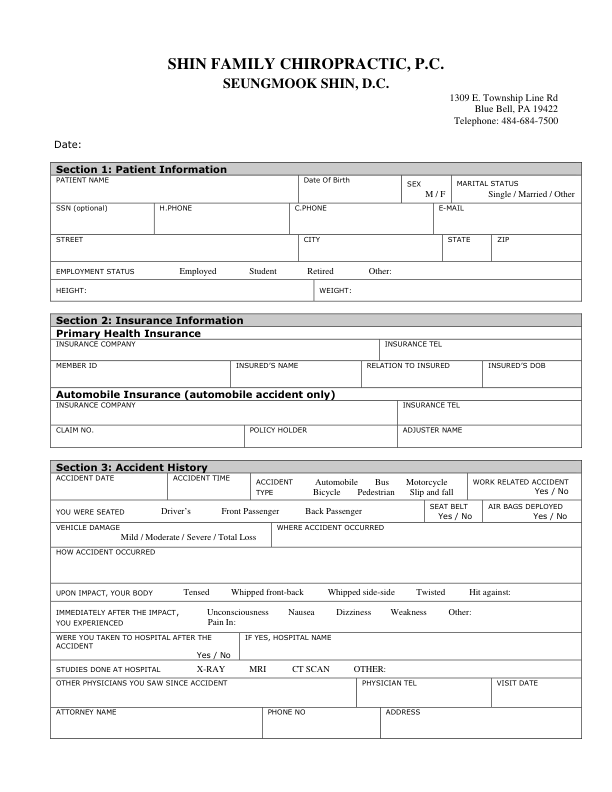 SHIN FAMILY CHIROPRACTIC, P.C.
SEUNGMOOK SHIN, D.C.
1309 E. Township Line Rd
Blue Bell, PA 19422
Telephone: 484-684-7500
Date:
Section 1: Patient Information
PATIENT NAME Date Of Birth SEX MARITAL STATUS
M / F Single / Married / Other
SSN (optional) H.PHONE C.PHONE E-MAIL
STREET CITY STATE ZIP
EMPLOYMENT STATUS Employed Student Retired Other:
HEIGHT: WEIGHT:
Section 2: Insurance Information
Primary Health Insurance
INSURANCE COMPANY INSURANCE TEL
MEMBER ID INSURED'S NAME RELATION TO INSURED INSURED'S DOB
Automobile Insurance (automobile accident only)
INSURANCE COMPANY INSURANCE TEL
CLAIM NO. POLICY HOLDER ADJUSTER NAME
Section 3: Accident History
ACCIDENT DATE ACCIDENT TIME ACCIDENT Automobile Bus Motorcycle WORK RELATED ACCIDENT
TYPE Bicycle Pedestrian Slip and fall Yes / No
YOU WERE SEATED Driver's Front Passenger Back Passenger SEAT BELT AIR BAGS DEPLOYED
Yes / No Yes / No
VEHICLE DAMAGE WHERE ACCIDENT OCCURRED
Mild / Moderate / Severe / Total Loss
HOW ACCIDENT OCCURRED
UPON IMPACT, YOUR BODY Tensed Whipped front-back Whipped side-side Twisted Hit against:
IMMEDIATELY AFTER THE IMPACT, Unconsciousness Nausea Dizziness Weakness Other:
YOU EXPERIENCED Pain In:
WERE YOU TAKEN TO HOSPITAL AFTER THE IF YES, HOSPITAL NAME
ACCIDENT
Yes / No
STUDIES DONE AT HOSPITAL X-RAY MRI CT SCAN OTHER:
OTHER PHYSICIANS YOU SAW SINCE ACCIDENT PHYSICIAN TEL VISIT DATE
ATTORNEY NAME PHONE NO ADDRESS